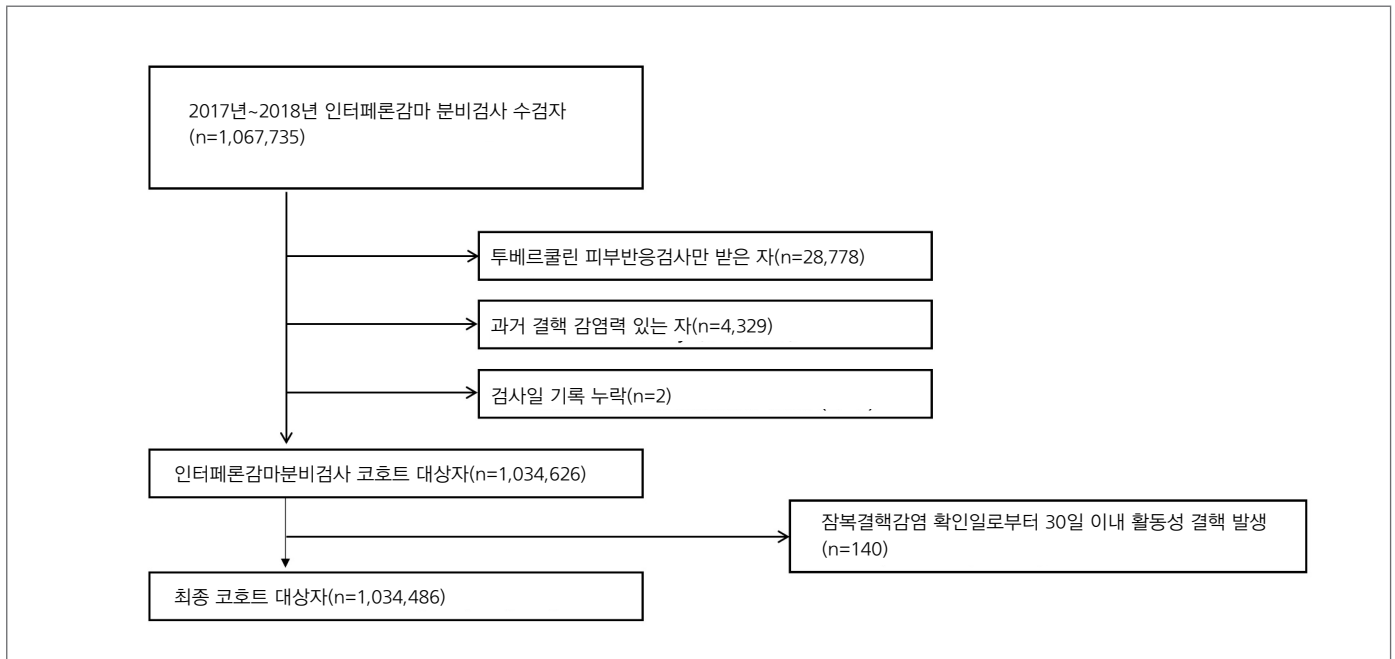 2017년~2018년 인터페론감마 분비검사 수검자
(n=1,067,735)
투베르쿨린 피부반응검사만 받은 자(n=28,778)
과거 결핵 감염력 있는 자(n=4,329)
검사일 기록 누락(n=2)
인터페론감마분비검사 코호트 대상자(n=1,034,626)
잠복결핵감염 확인일로부터 30일 이내 활동성 결핵 발생
(n=140)
최종 코호트 대상자(n=1,034,486)